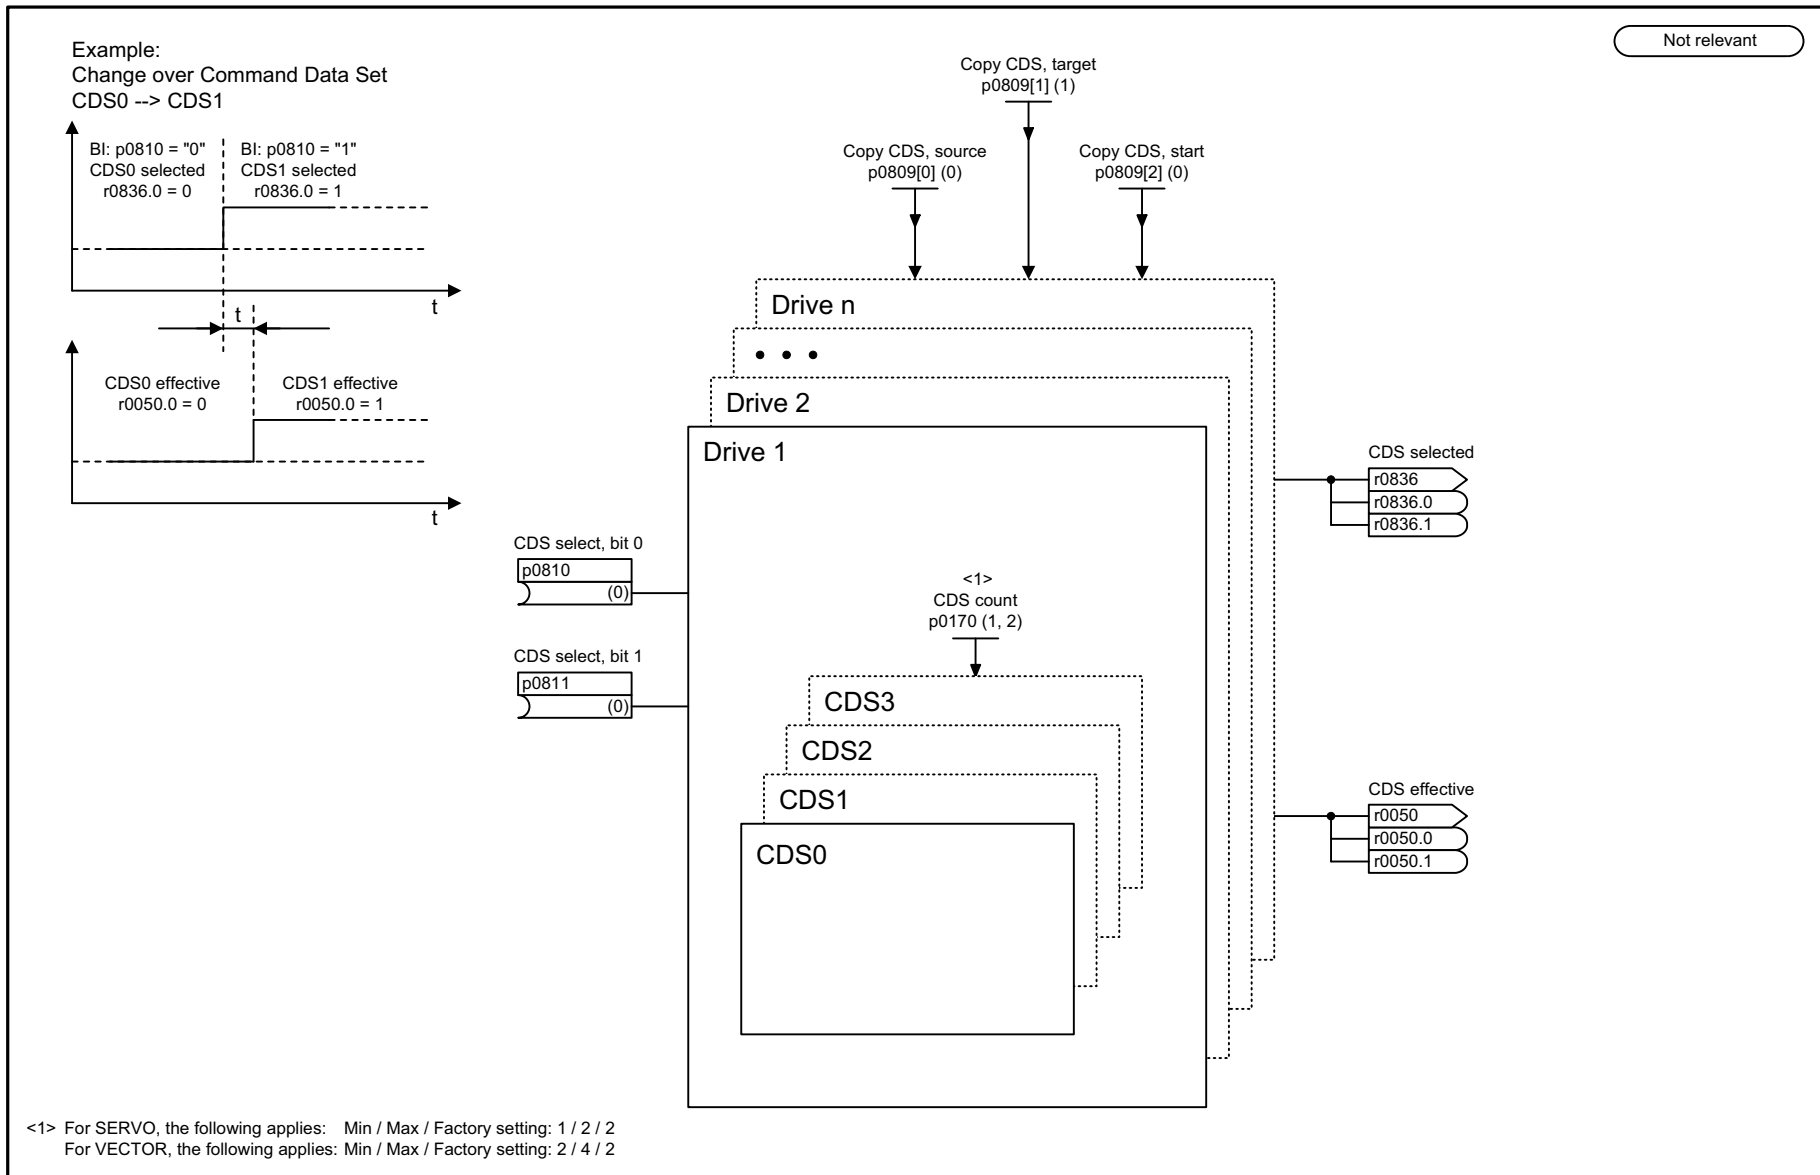 Example:
Change over Command Data Set
CDS0 --> CDS1
Not relevant
Copy CDS, target
p0809[1] (1)
Copy CDS, source
p0809[0] (0)
Copy CDS, start
p0809[2] (0)
BI: p0810 = "0"
CDS0 selected
r0836.0 = 0
BI: p0810 = "1"
CDS1 selected
r0836.0 = 1
t
t
CDS0 effective
r0050.0 = 0
CDS1 effective
r0050.0 = 1
t
Drive n
• • •
Drive 2
Drive 1
CDS selected
r0836
r0836.0
r0836.1
CDS select, bit 0
p0810
(0)
CDS select, bit 1
p0811
(0)
<1>
CDS count
p0170 (1, 2)
CDS3
CDS2
CDS1
CDS0
CDS effective
r0050
r0050.0
r0050.1
<1> For SERVO, the following applies: Min / Max / Factory setting: 1 / 2 / 2
For VECTOR, the following applies: Min / Max / Factory setting: 2 / 4 / 2